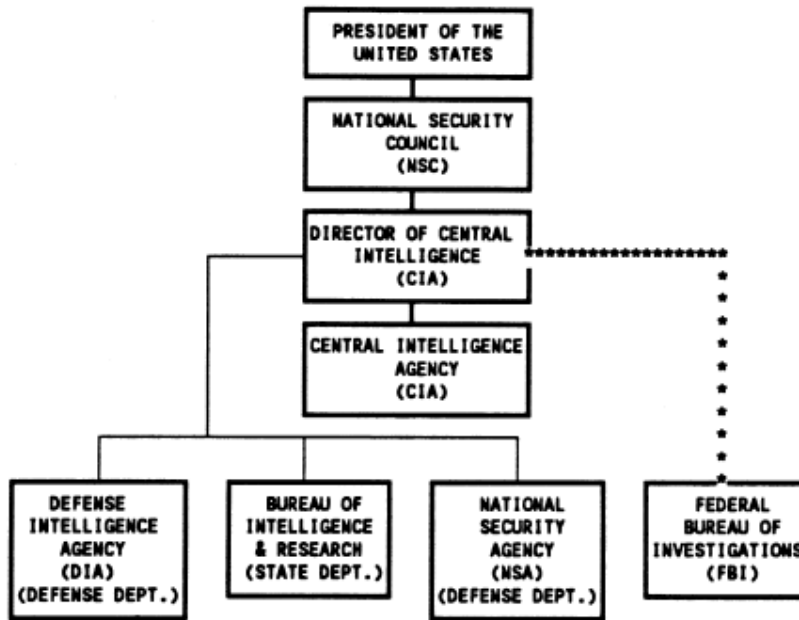 PRESIDENT OF THE
UNITED STATES
NATIONAL SECURITY
COUNCIL
(NSC)
DIRECTOR OF CENTRAL
INTELLIGENCE
(CIA)
CENTRAL INTELLIGENCE
AGENCY
(CIA)
DEFENSE
INTELLIGENCE
AGENCY
(DIA)
(DEFENSE DEPT.)
BUREAU OF
INTELLIGENCE
& RESEARCH
(STATE DEPT.)
NATIONAL
SECURITY
AGENCY
(NSA)
(DEFENSE DEPT.)
FEDERAL
BUREAU OF
INVESTIGATIONS
(FBI)